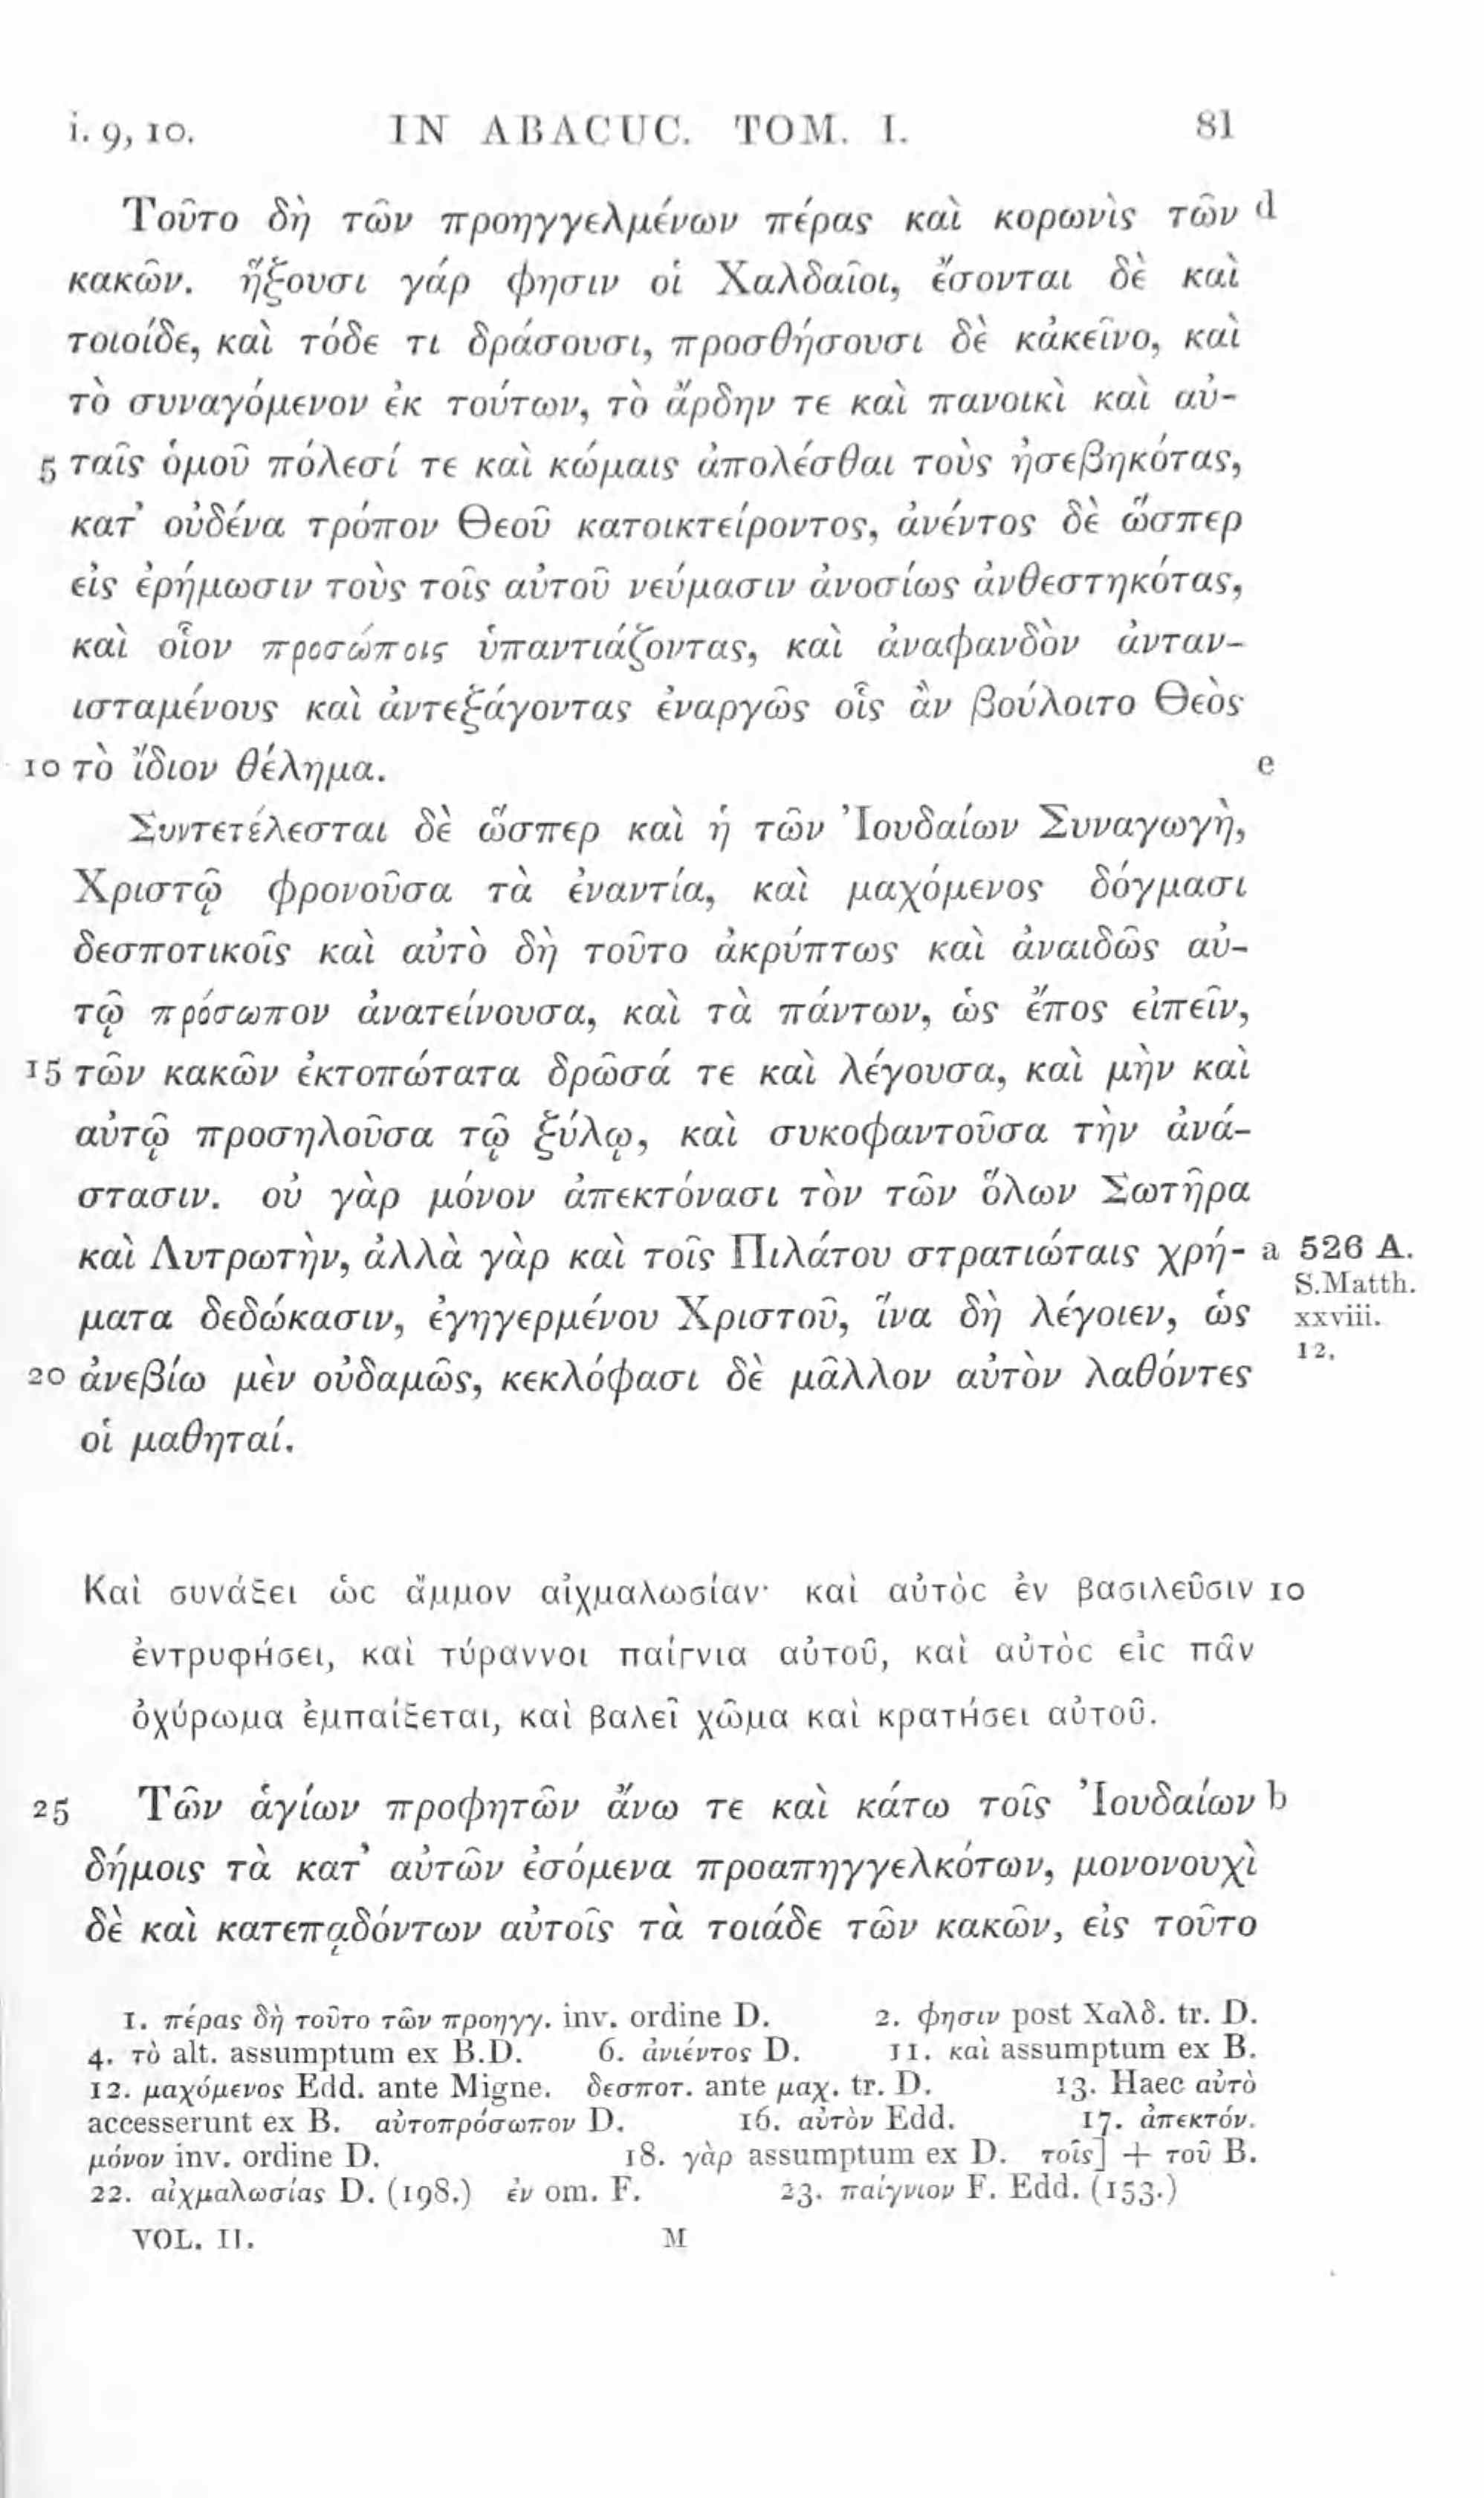 i. 9, 10. IN ABACUC. TOM. I. 81
Τοῦτο δὴ τῶν προηγγελμένων πέρας καὶ κορωνὶς τῶν d
κακῶν. ἥξουσι γάρ φησιν οἱ Χαλδαῖοι, ἔσονται δὲ καὶ
τοιοίδε, καὶ τόδε τι δράσουσι, προσθήσουσι δὲ κἀκεῖνο, καὶ
τὸ συναγόμενον ἐκ τούτων, τὸ ἄρδην τε καὶ πανοικὶ καὶ αὐ-
5 ταῖς ὁμοῦ πόλεσί τε καὶ κώμαις ἀπολέσθαι τοὺς ἠσεβηκότας,
κατ’ οὐδένα τρόπον Θεοῦ κατοικτείροντος, ἀνέντος δὲ ὥσπερ
εἰς ἐρήμωσιν τοὺς τοῖς αὐτοῦ νεύμασιν ἀνοσίως ἀνθεστηκότας,
καὶ οἷον προσώποις ὑπαντιάζοντας, καὶ ἀναφανδὸν ἀνταν-
ισταμένους καὶ ἀντεξάγοντας ἐναργῶς οἷς ἂν βούλοιτο Θεὸς
10 τὸ ἴδιον θέλημα. e
Συντετέλεσται δὲ ὥσπερ καὶ ἡ τῶν Ἰουδαίων Συναγωγὴ,
Χριστῷ φρονοῦσα τὰ ἐναντία, καὶ μαχόμενος δόγμασι
δεσποτικοῖς καὶ αὐτὸ δὴ τοῦτο ἀκρύπτως καὶ ἀναιδῶς αὐ-
τῷ πρόσωπον ἀνατείνουσα, καὶ τὰ πάντων, ὡς ἔπος εἰπεῖν,
15 τῶν κακῶν ἐκτοπώτατα δρῶσά τε καὶ λέγουσα, καὶ μὴν καὶ
αὐτῷ προσηλοῦσα τῷ ξύλῳ, καὶ συκοφαντοῦσα τὴν ἀνά-
στασιν. οὐ γὰρ μόνον ἀπεκτόνασι τὸν τῶν ὅλων Σωτῆρα
καὶ Λυτρωτὴν, ἀλλὰ γὰρ καὶ τοῖς Πιλάτου στρατιώταις χρή- a 526 A.
S.Matth.
ματα δεδώκασιν, ἐγηγερμένου Χριστοῦ, ἵνα δὴ λέγοιεν, ὡς xxviii.
12.
20 ἀνεβίω μὲν οὐδαμῶς, κεκλόφασι δὲ μᾶλλον αὐτὸν λαθόντες
οἱ μαθηταί.
Καὶ συνάξει ὡς ἄμμον αἰχμαλωσίαν· καὶ αὐτὸς ἐν βασιλεῦσιν 10
ἐντρυφήσει, καὶ τύραννοι παίγνια αὐτοῦ, καὶ αὐτὸς εἰς πᾶν
ὀχύρωμα ἐμπαίξεται, καὶ βαλεῖ χῶμα καὶ κρατήσει αὐτοῦ.
25 Τῶν ἁγίων προφητῶν ἄνω τε καὶ κάτω τοῖς Ἰουδαίων b
δήμοις τὰ κατ’ αὐτῶν ἐσόμενα προαπηγγελκότων, μονονουχὶ
δὲ καὶ κατεπᾳδόντων αὐτοῖς τὰ τοιάδε τῶν κακῶν, εἰς τοῦτο
1. πέρας δὴ τοῦτο τῶν προηγγ. inv. ordine D. 2. φησιν post Χαλδ. tr. D.
4. τὸ alt. assumptum ex B.D. 6. ἀνιέντος D. 11. καὶ assumptum ex B.
12. μαχόμενος Edd. ante Migne. δεσποτ. ante μαχ. tr. D. 13. Haec αὐτὸ
accesserunt ex B. αὐτοπρόσωπον D. 16. αὐτὸν Edd. 17. ἀπεκτόν.
μόνον inv. ordine D. 18. γὰρ assumptum ex D. τοῖς] + τοῦ B.
22. αἰχμαλωσίας D. (198.) ἐν om. F. 23. παίγνιον F. Edd. (153.)
VOL. II. M